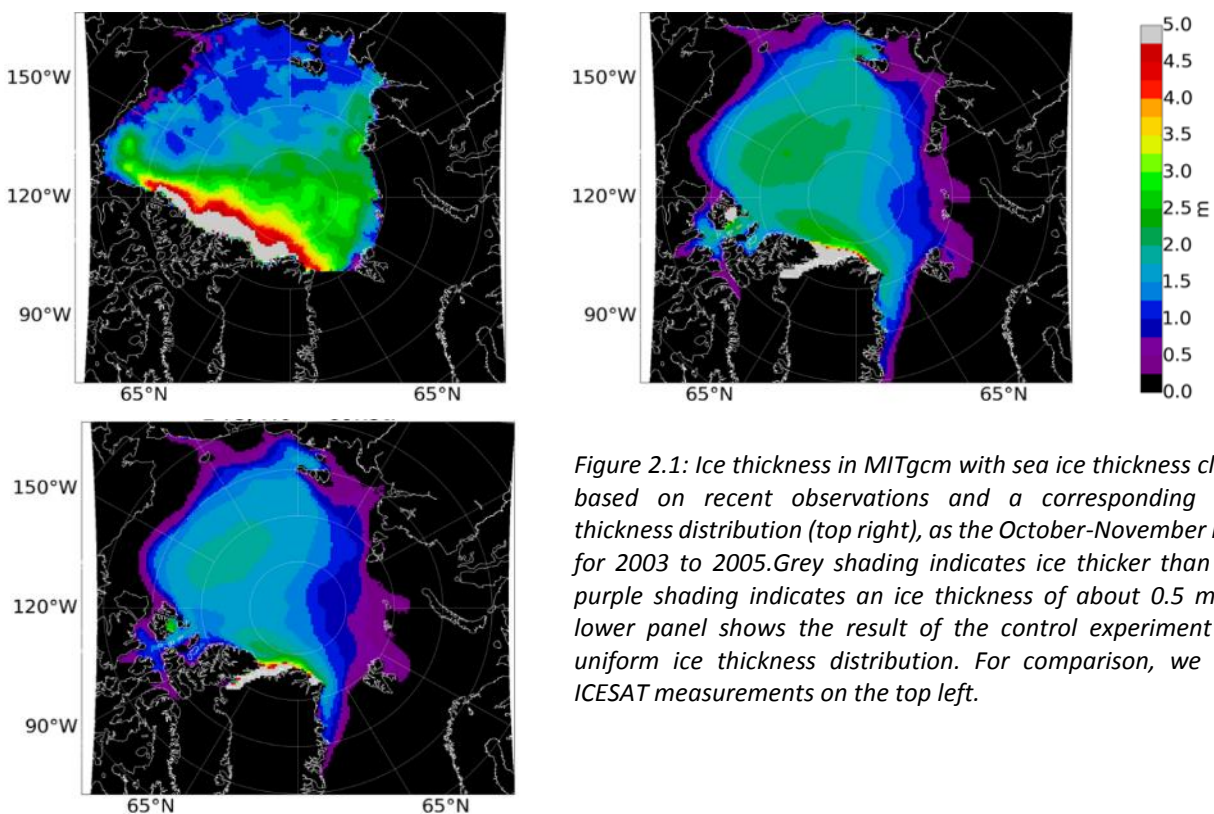 150°W
120°W
90°W
65°N
65°N
150°W
120°W
90°W
65°N
65°N
5.0
4.5
4.0
3.5
3.0
2.5
2.0
1.5
1.0
0.5
0.0
m
150°W
120°W
90°W
65°N
65°N
Figure 2.1: Ice thickness in MITgcm with sea ice thickness
based on recent observations and a corresponding
thickness distribution (top right), as the October-November
for 2003 to 2005.Grey shading indicates ice thicker than
purple shading indicates an ice thickness of about 0.5
lower panel shows the result of the control experiment
uniform ice thickness distribution. For comparison, we
ICESAT measurements on the top left.